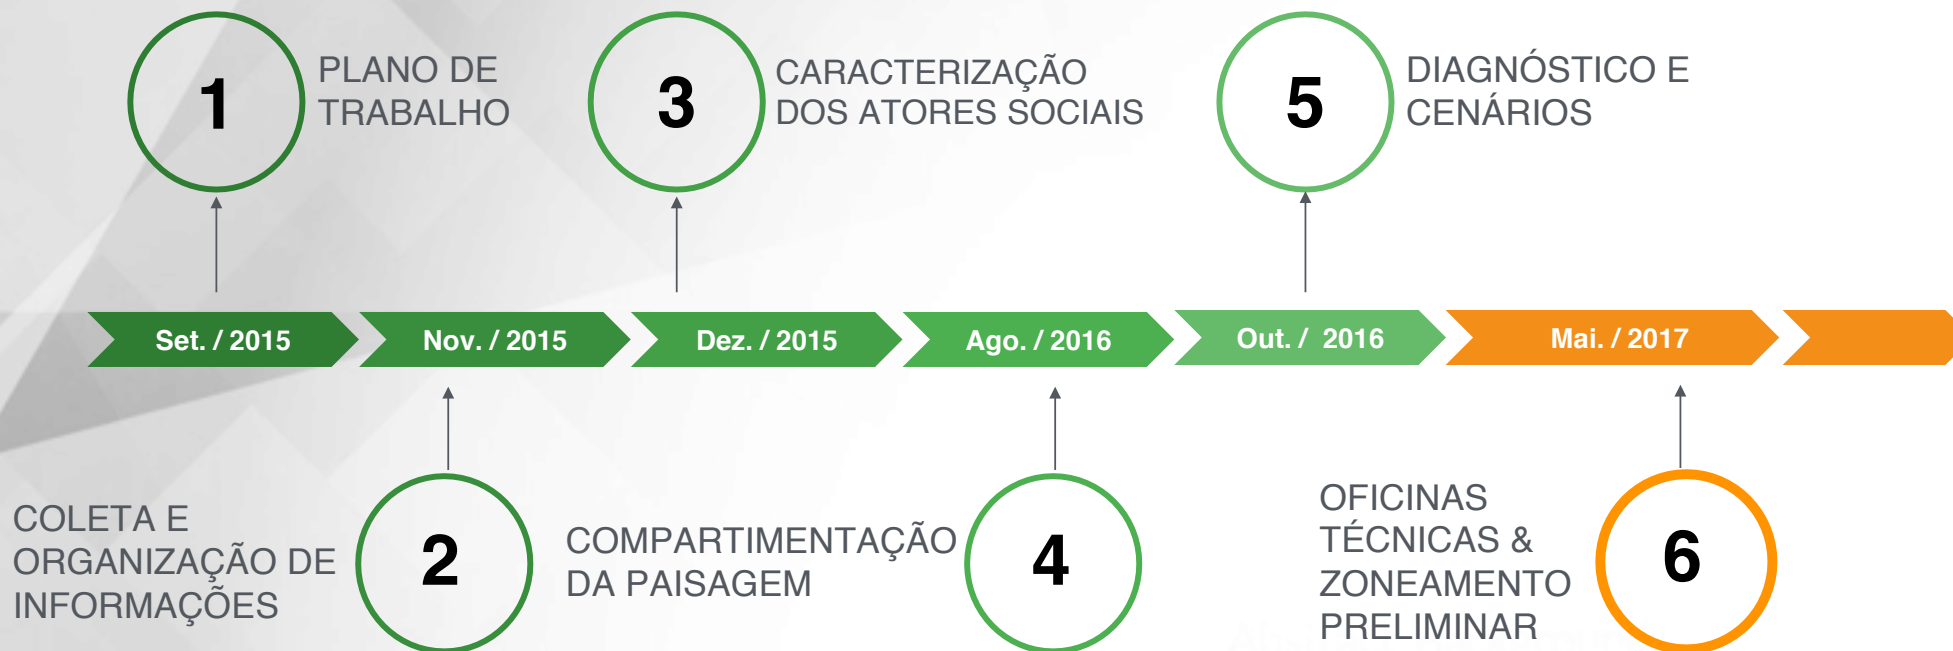 1
PLANO DE
TRABALHO
3
CARACTERIZAÇÃO
DOS ATORES SOCIAIS
5
DIAGNÓSTICO E
CENÁRIOS
Set. / 2015
Nov. / 2015
Dez. / 2015
Ago. / 2016
Out. / 2016
Mai. / 2017
COLETA E
ORGANIZAÇÃO DE
INFORMAÇÕES
2
COMPARTIMENTAÇÃO
DA PAISAGEM
4
OFICINAS
TÉCNICAS &
ZONEAMENTO
PRELIMINAR
6